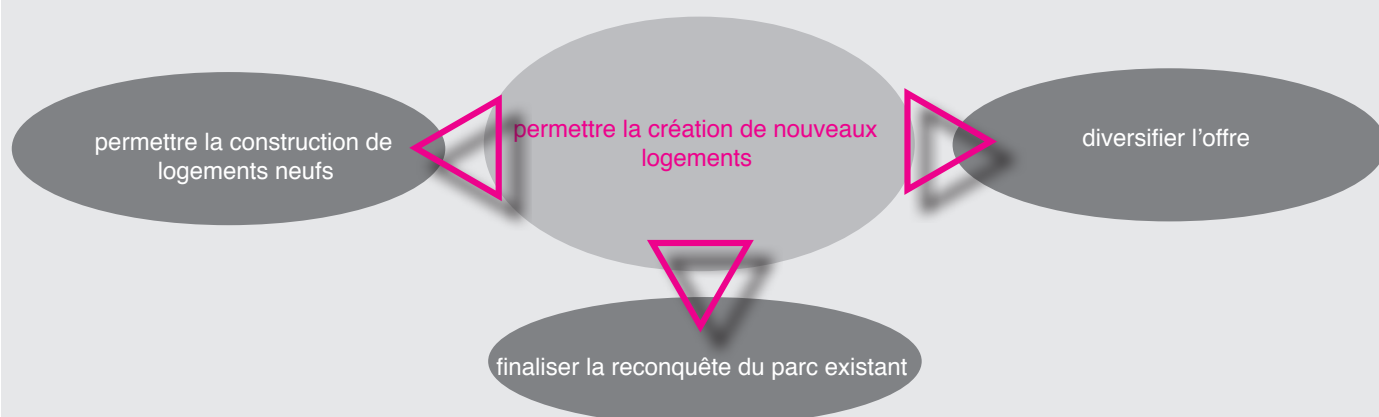 permettre la construction de
logements neufs
permettre la création de nouveaux
logements
diversifier l’offre
finaliser la reconquête du parc existant